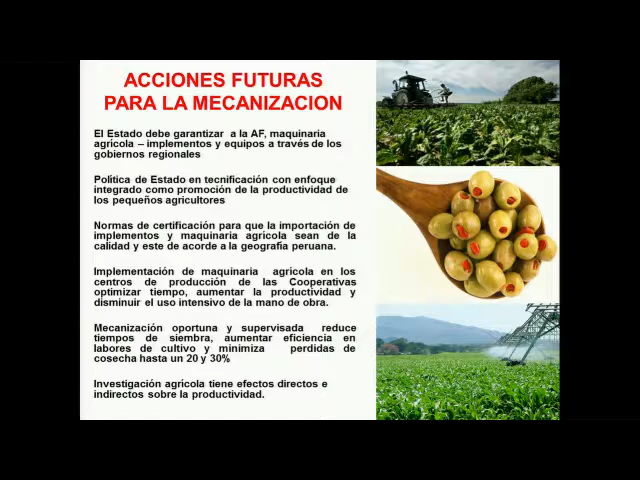 ACCIONES FUTURAS
PARA LA MECANIZACION
El Estado debe garantizar a la AF, maquinaria
agrícola – implementos y equipos a través de los
gobiernos regionales
Política de Estado en tecnificación con enfoque
integrado como promoción de la productividad de
los pequeños agricultores
Normas de certificación para que la importación de
implementos y maquinaria agrícola sean de la
calidad y este de acorde a la geografía peruana.
Implementación de maquinaria agrícola en los
centros de producción de las Cooperativas
optimizar tiempo, aumentar la productividad y
disminuir el uso intensivo de la mano de obra.
Mecanización oportuna y supervisada reduce
tiempos de siembra, aumentar eficiencia en
labores de cultivo y minimiza perdidas de
cosecha hasta un 20 y 30%
Investigación agrícola tiene efectos directos e
indirectos sobre la productividad.